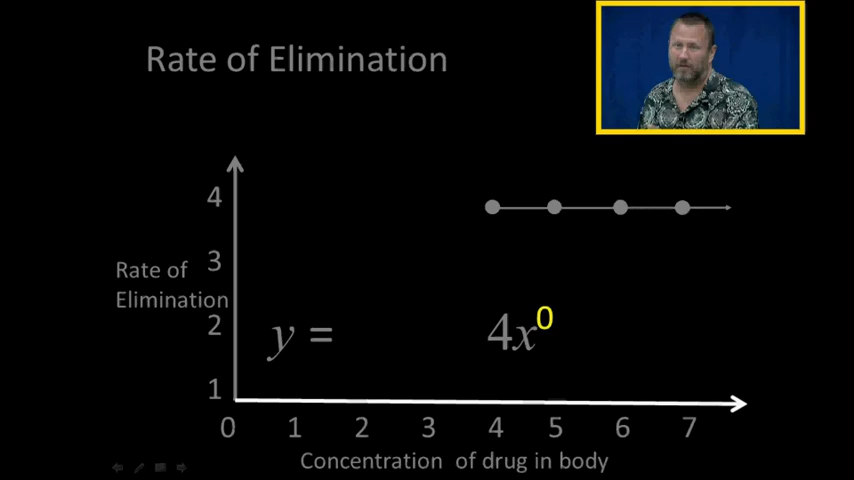 Rate of Elimination
4
3
Rate of
Elimination
2
1
y = 4x⁰
0 1 2 3 4 5 6 7
Concentration of drug in body